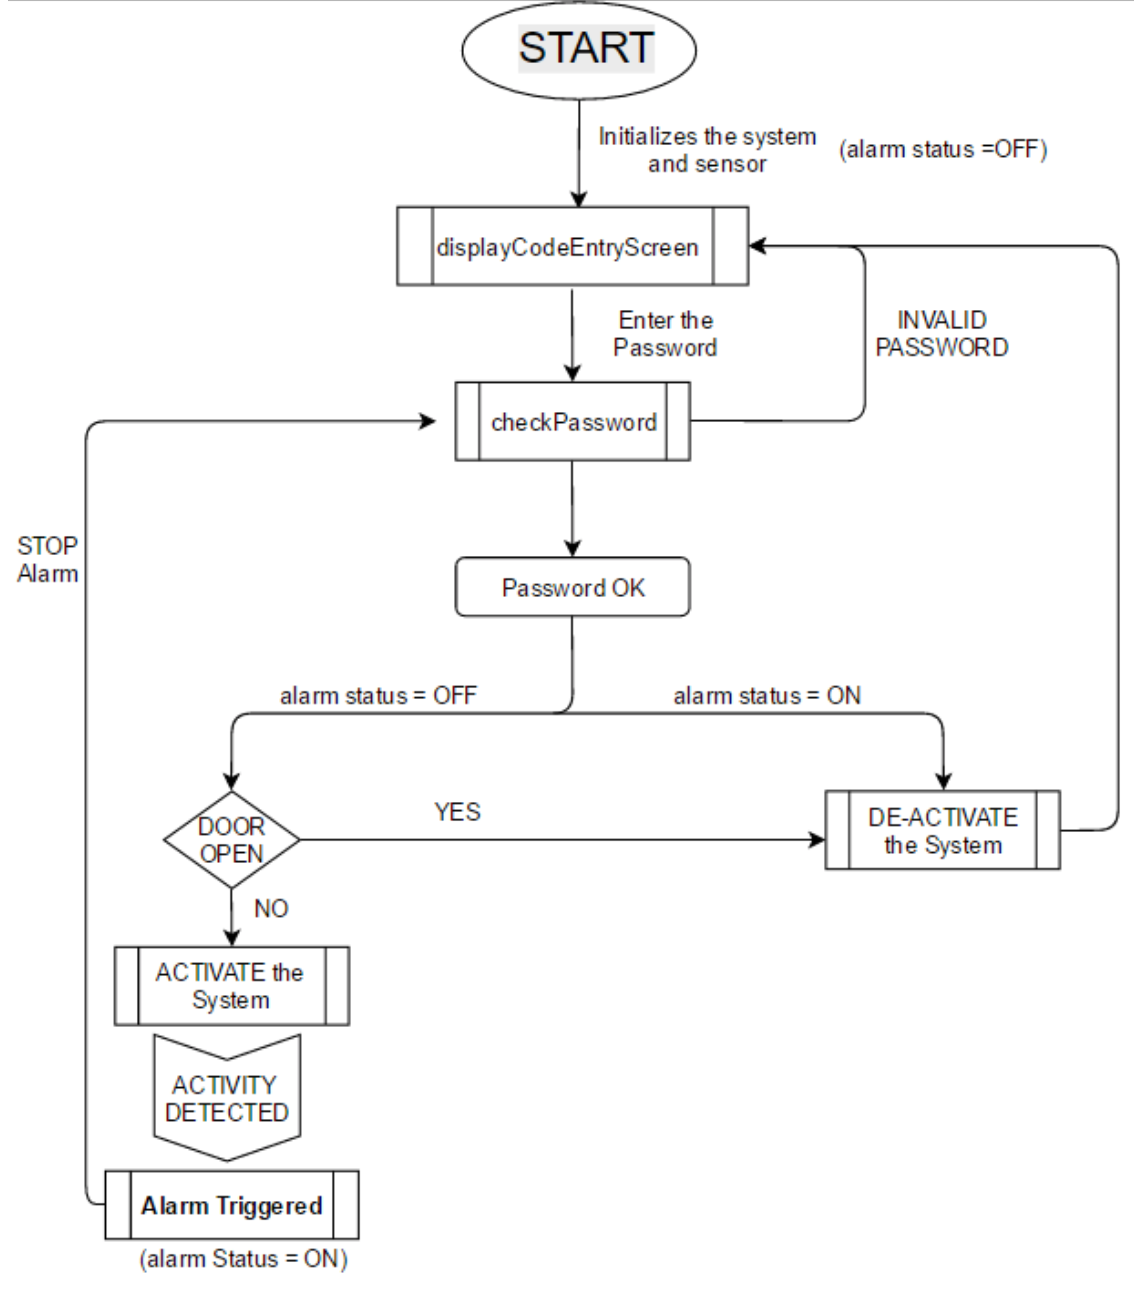 START
Initializes the system
and sensor
(alarm status =OFF)
displayCodeEntryScreen
Enter the
Password
INVALID
PASSWORD
checkPassword
STOP
Alarm
Password OK
alarm status = OFF
alarm status = ON
DOOR
OPEN
YES
DE-ACTIVATE
the System
NO
ACTIVATE the
System
ACTIVITY
DETECTED
Alarm Triggered
(alarm Status = ON)